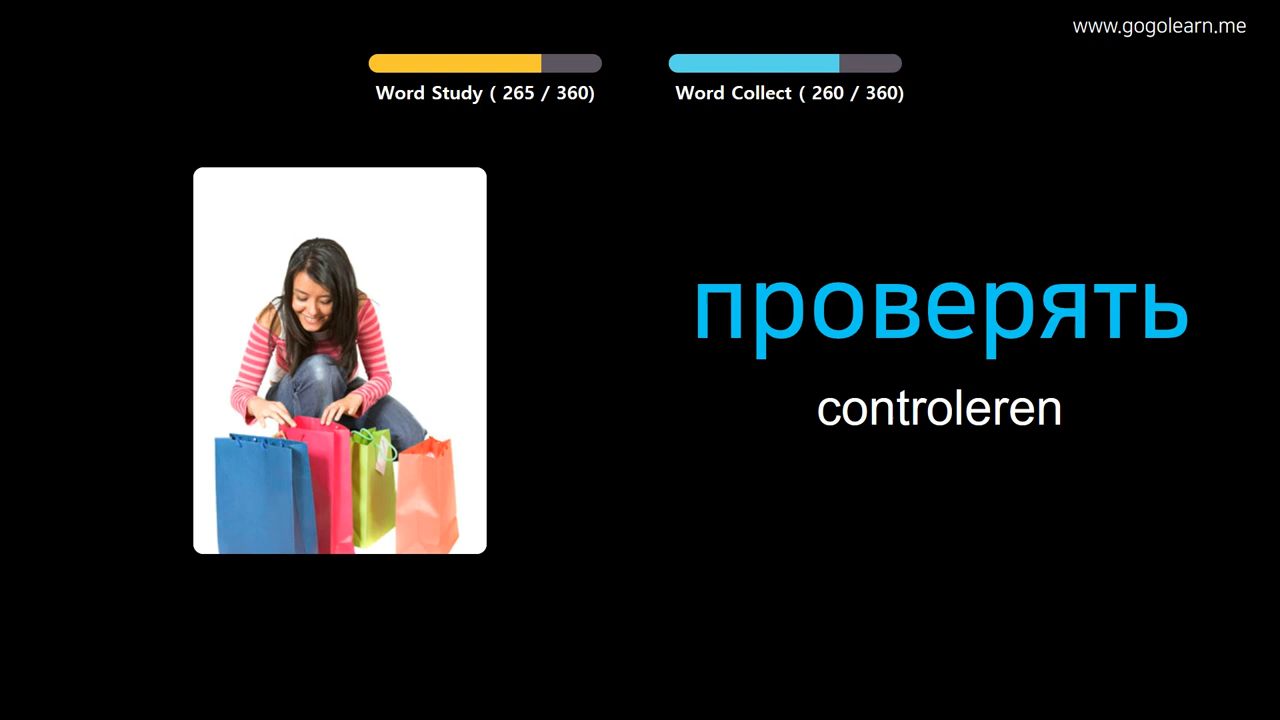 www.gogolearn.me
Word Study ( 265 / 360)
Word Collect ( 260 / 360)
проверять
controleren